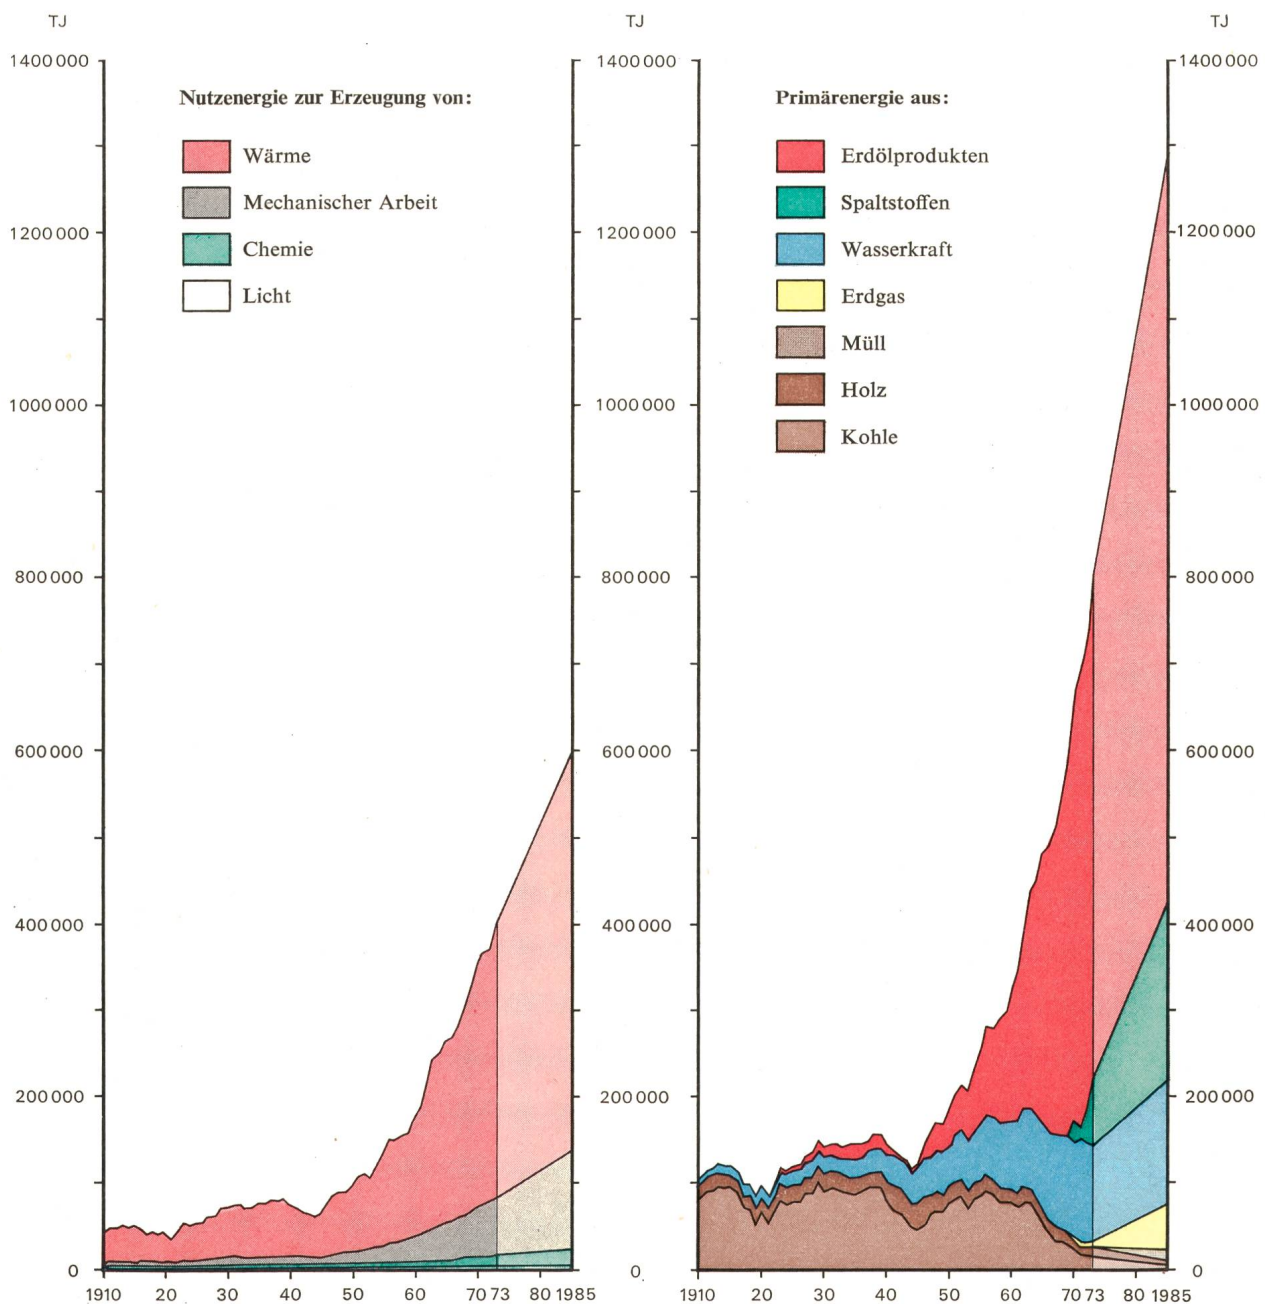 TJ TJ TJ
1400000 1400000 1400000
Nutzenergie zur Erzeugung von: Primärenergie aus:
Wärme Erdölprodukten
Mechanischer Arbeit Spaltstoffen
1200000 1200000 1200000
Chemie Wasserkraft
Licht Erdgas
Müll
Holz
1000000 1000000 1000000
Kohle
800000 800000 800000
600000 600000 600000
400000 400000 400000
200000 200000 200000
0 0 0
1910 20 30 40 50 60 70 73 80 1985 1910 20 30 40 50 60 70 73 80 1985